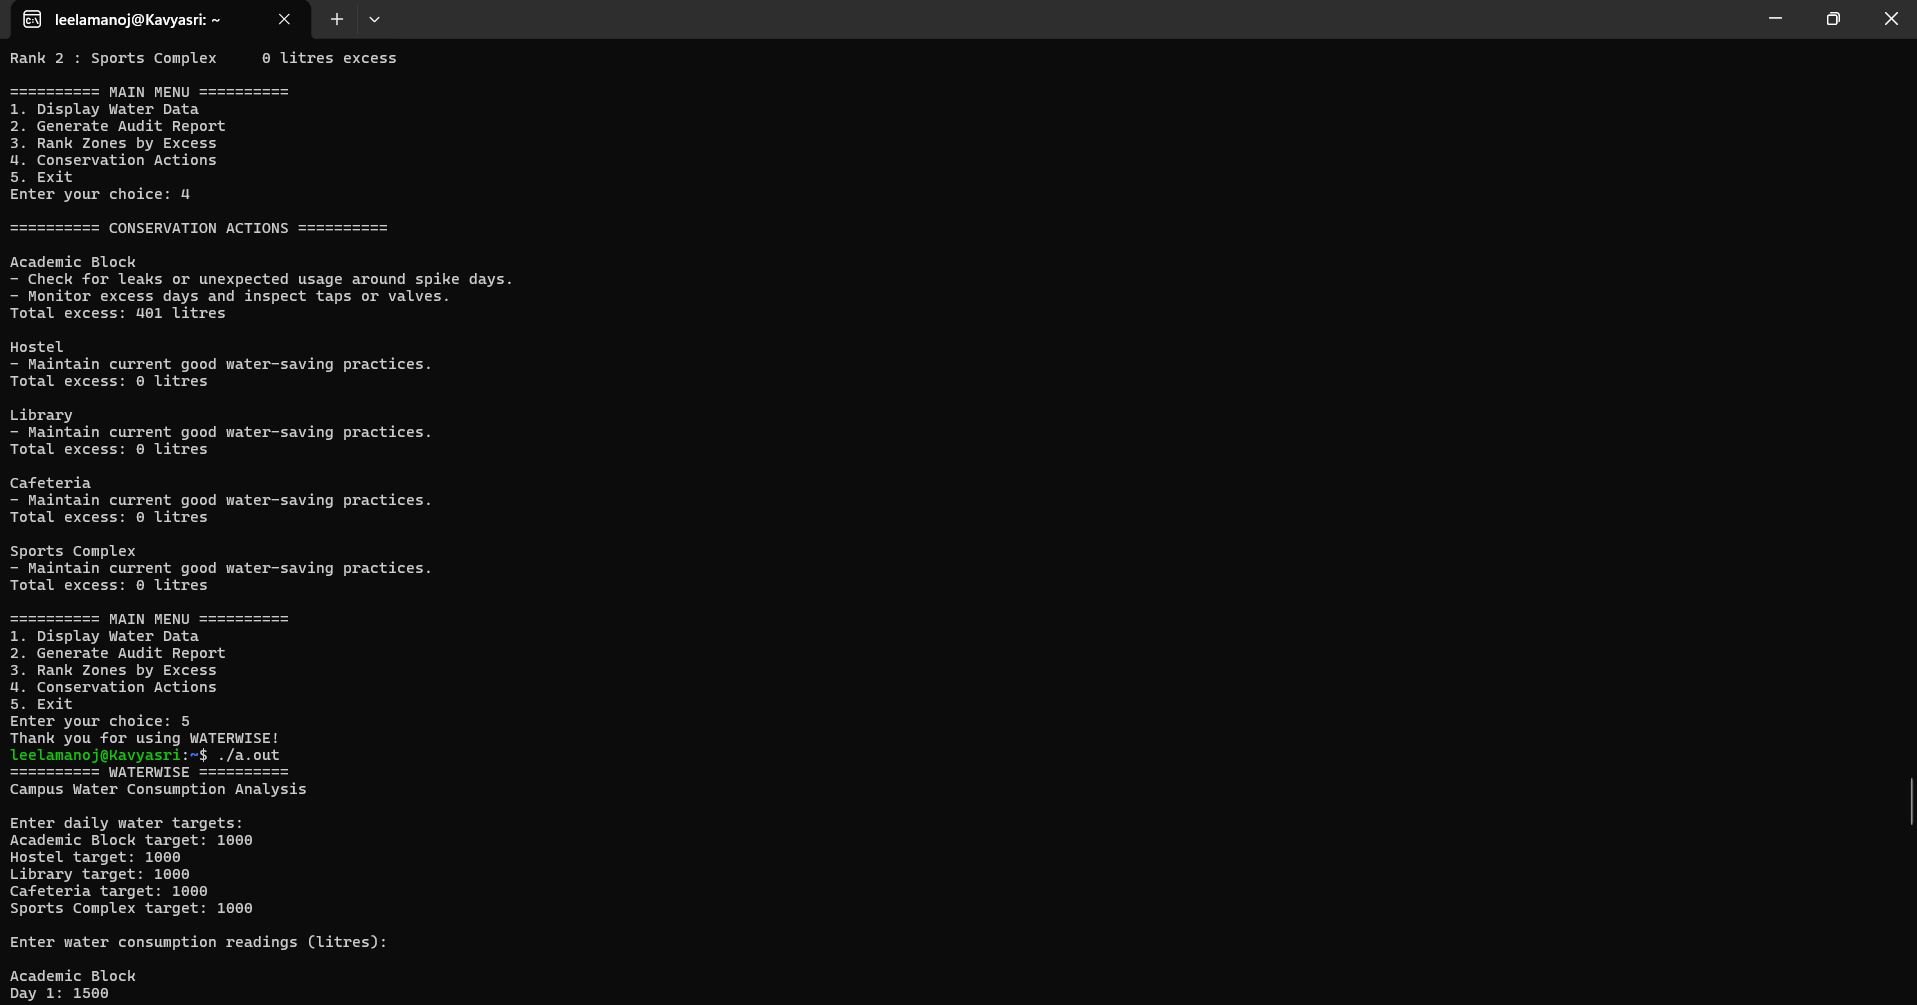 leelamanoj@Kavyasri: ~
Rank 2 : Sports Complex     0 litres excess
========== MAIN MENU ==========
1. Display Water Data
2. Generate Audit Report
3. Rank Zones by Excess
4. Conservation Actions
5. Exit
Enter your choice: 4
========== CONSERVATION ACTIONS ==========
Academic Block
- Check for leaks or unexpected usage around spike days.
- Monitor excess days and inspect taps or valves.
Total excess: 401 litres
Hostel
- Maintain current good water-saving practices.
Total excess: 0 litres
Library
- Maintain current good water-saving practices.
Total excess: 0 litres
Cafeteria
- Maintain current good water-saving practices.
Total excess: 0 litres
Sports Complex
- Maintain current good water-saving practices.
Total excess: 0 litres
========== MAIN MENU ==========
1. Display Water Data
2. Generate Audit Report
3. Rank Zones by Excess
4. Conservation Actions
5. Exit
Enter your choice: 5
Thank you for using WATERWISE!
leelamanoj@Kavyasri:~$ ./a.out
========== WATERWISE ==========
Campus Water Consumption Analysis
Enter daily water targets:
Academic Block target: 1000
Hostel target: 1000
Library target: 1000
Cafeteria target: 1000
Sports Complex target: 1000
Enter water consumption readings (litres):
Academic Block
Day 1: 1500